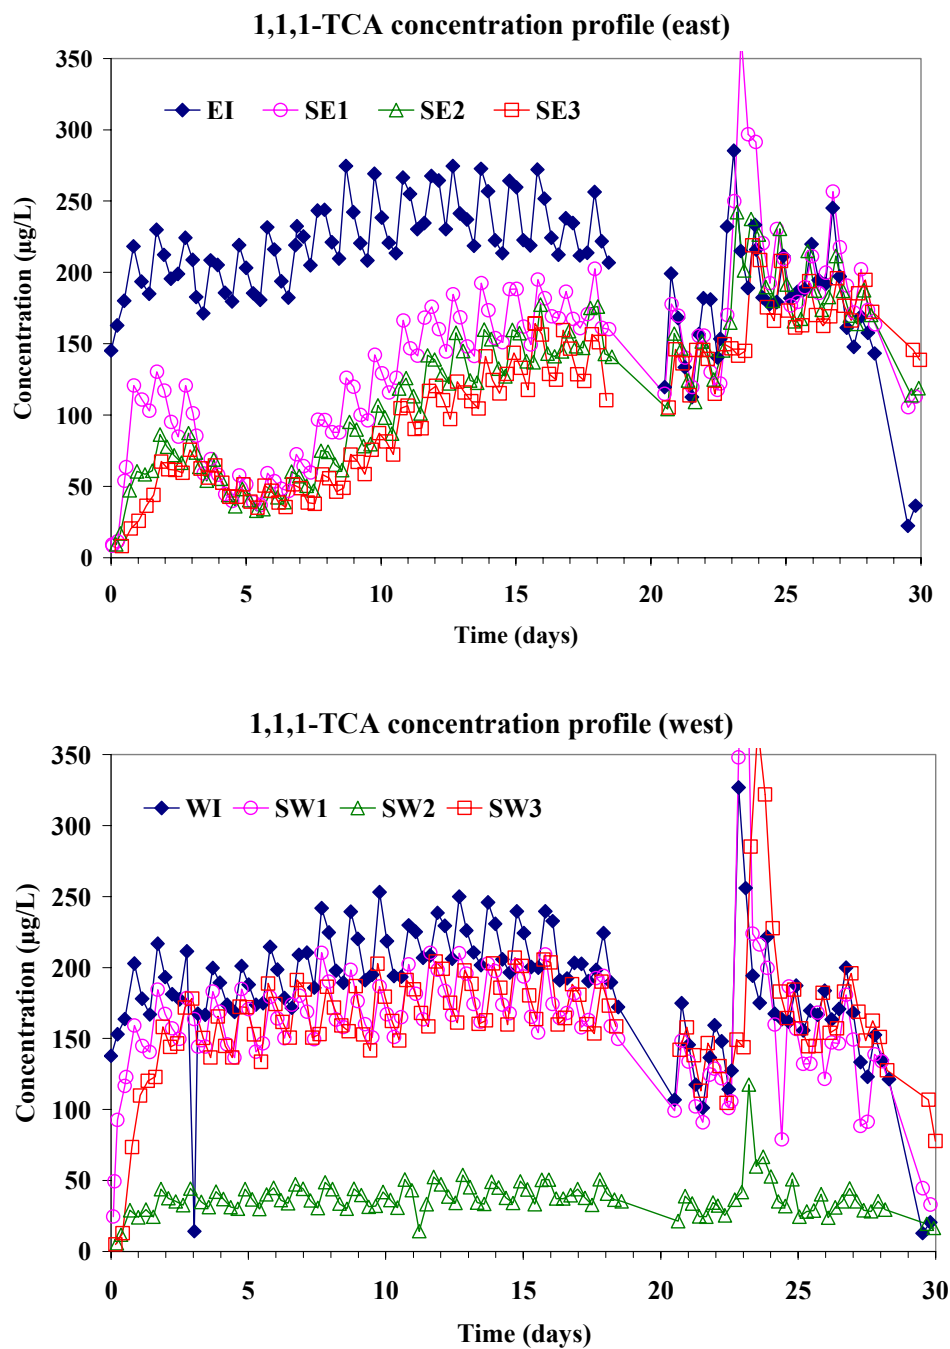 1,1,1-TCA concentration profile (east)
350
EI SE1 SE2 SE3
300
250
200
150
100
50
0
Concentration (µg/L)
0 5 10 15 20 25 30
Time (days)
1,1,1-TCA concentration profile (west)
350
WI SW1 SW2 SW3
300
250
200
150
100
50
0
Concentration (µg/L)
0 5 10 15 20 25 30
Time (days)